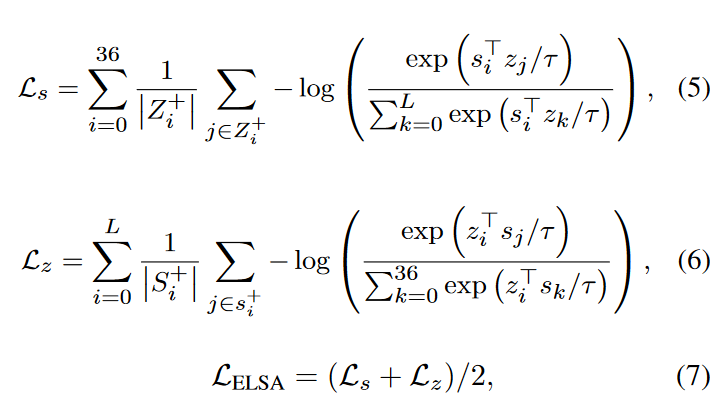 $\mathcal{L}_s = \sum_{i=0}^{36} \frac{1}{|Z_i^+|} \sum_{j \in Z_i^+} -\log \left( \frac{\exp\left(s_i^\top z_j/\tau\right)}{\sum_{k=0}^{L} \exp\left(s_i^\top z_k/\tau\right)} \right), \quad (5)$
$\mathcal{L}_z = \sum_{i=0}^{L} \frac{1}{|S_i^+|} \sum_{j \in s_i^+} -\log \left( \frac{\exp\left(z_i^\top s_j/\tau\right)}{\sum_{k=0}^{36} \exp\left(z_i^\top s_k/\tau\right)} \right), \quad (6)$
$\mathcal{L}_{\text{ELSA}} = (\mathcal{L}_s + \mathcal{L}_z)/2, \quad (7)$